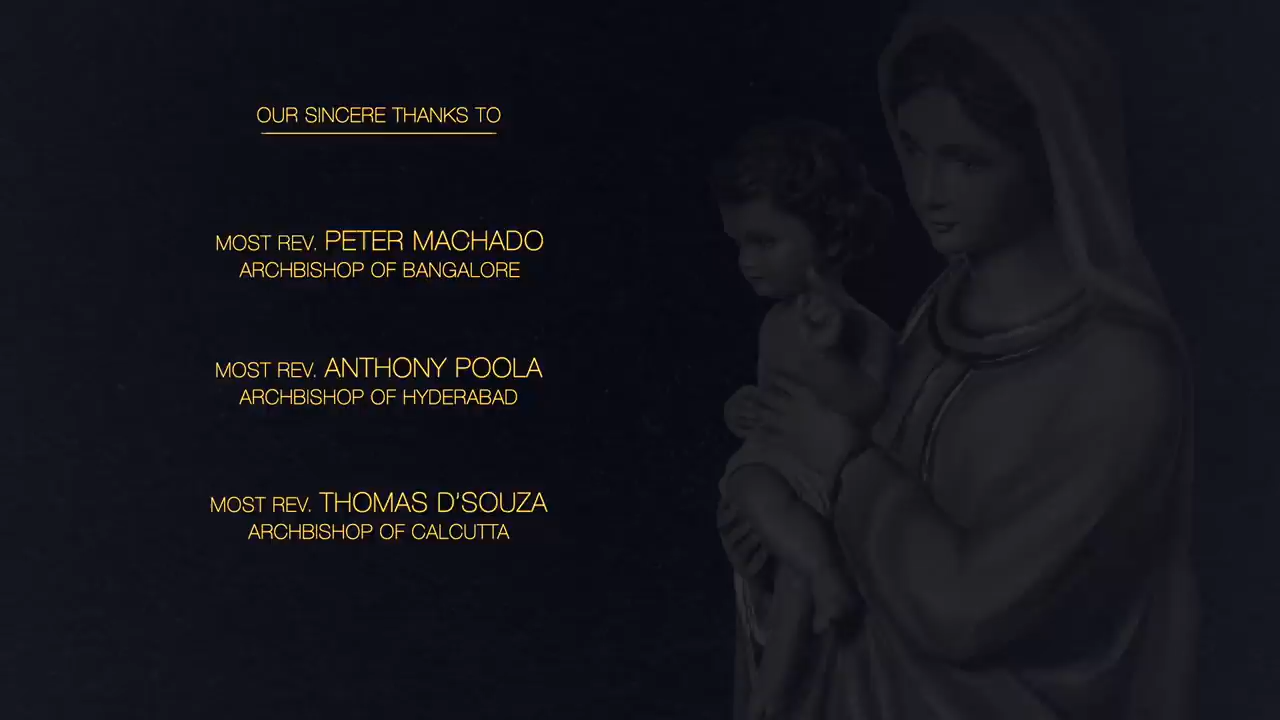 OUR SINCERE THANKS TO
MOST REV. PETER MACHADO
ARCHBISHOP OF BANGALORE
MOST REV. ANTHONY POOLA
ARCHBISHOP OF HYDERABAD
MOST REV. THOMAS D'SOUZA
ARCHBISHOP OF CALCUTTA